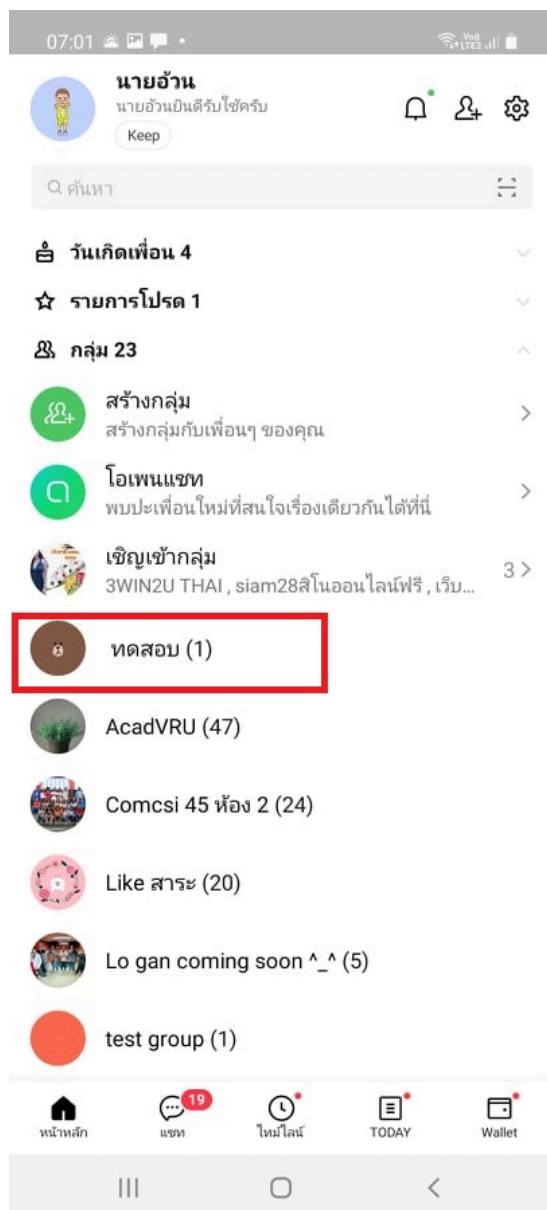 07:01
Vo))
LTE2
นายอ้วน
นายอ้วนยินดีรับใช้ครับ
Keep
ค้นหา
วันเกิดเพื่อน 4
รายการโปรด 1
กลุ่ม 23
สร้างกลุ่ม
สร้างกลุ่มกับเพื่อนๆ ของคุณ
โอเพนแชท
พบปะเพื่อนใหม่ที่สนใจเรื่องเดียวกันได้ที่นี่
เชิญเข้ากลุ่ม
3WIN2U THAI , siam28สิโนออนไลน์ฟรี , เว็บ...
3
ทดสอบ (1)
AcadVRU (47)
Comcsi 45 ห้อง 2 (24)
Like สาระ (20)
Lo gan coming soon ^_^ (5)
test group (1)
19
หน้าหลัก แชท ไทม์ไลน์ TODAY Wallet